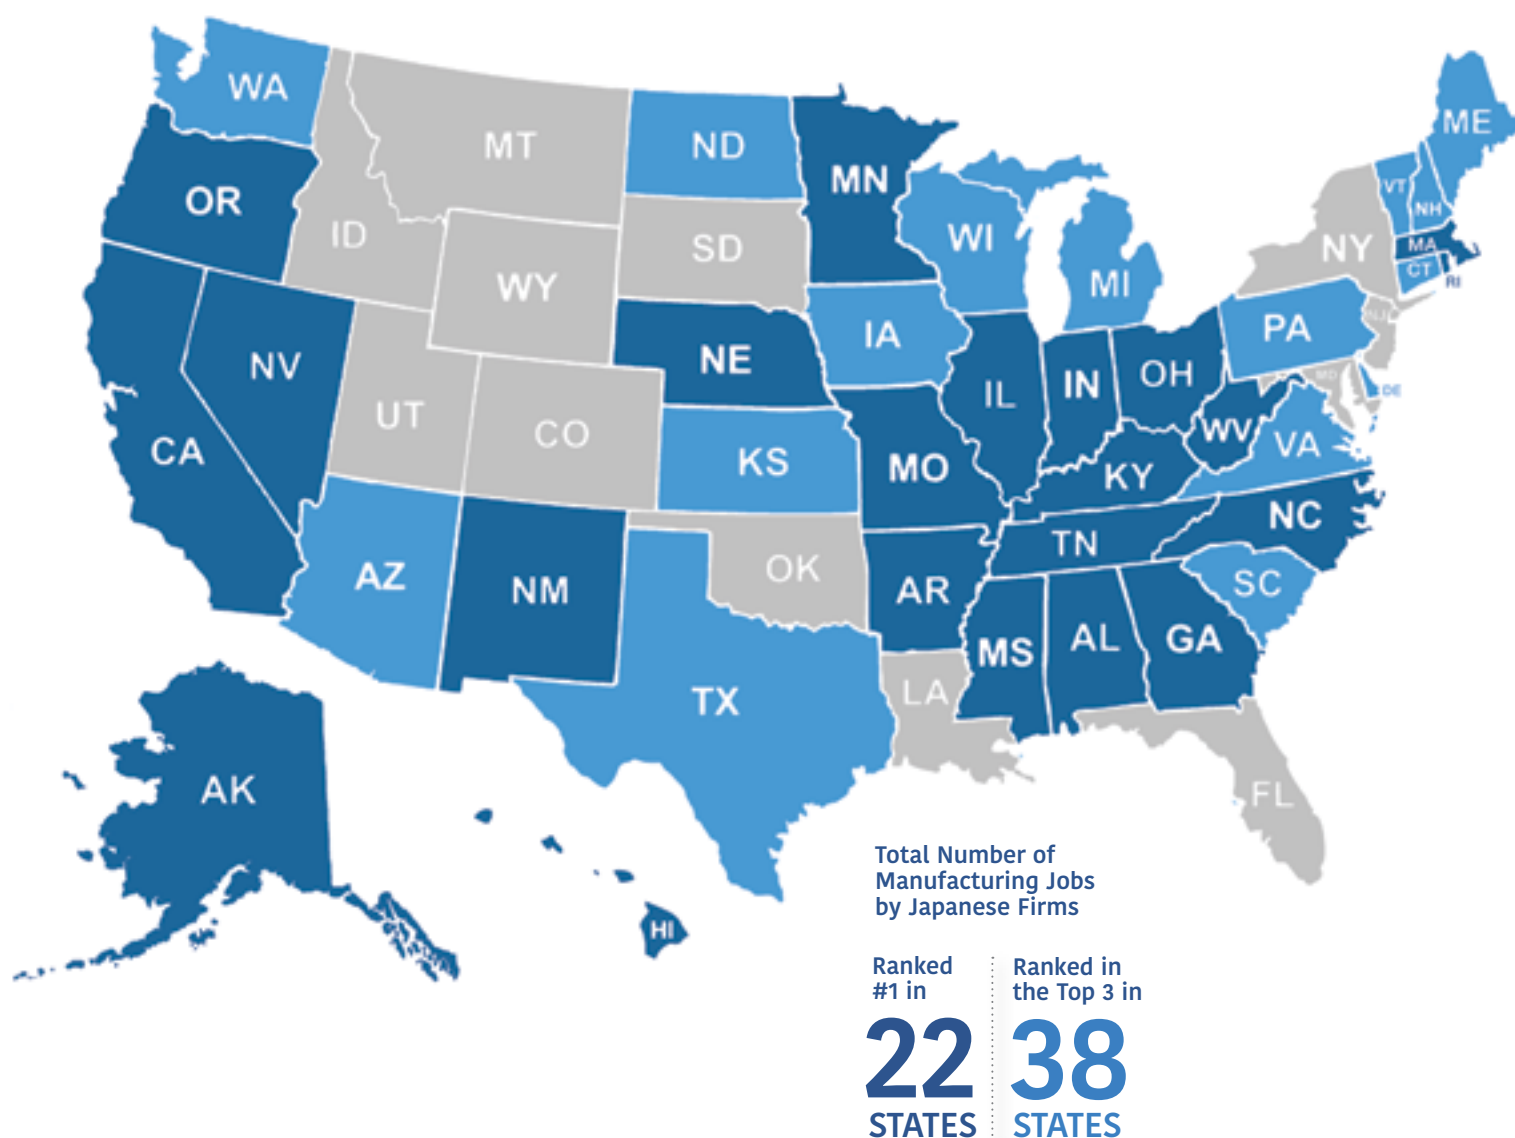 WA
MT
ND
MN
ME
OR
ID
SD
WI
VT
NH
WY
MI
NY
MA
CT
RI
NV
NE
IA
PA
NJ
UT
CO
IL
IN
OH
MD
DE
CA
KS
MO
WV
VA
KY
AZ
NM
OK
AR
TN
NC
SC
MS
AL
GA
TX
LA
AK
FL
HI
Total Number of
Manufacturing Jobs
by Japanese Firms
Ranked
#1 in
22
STATES
Ranked in
the Top 3 in
38
STATES